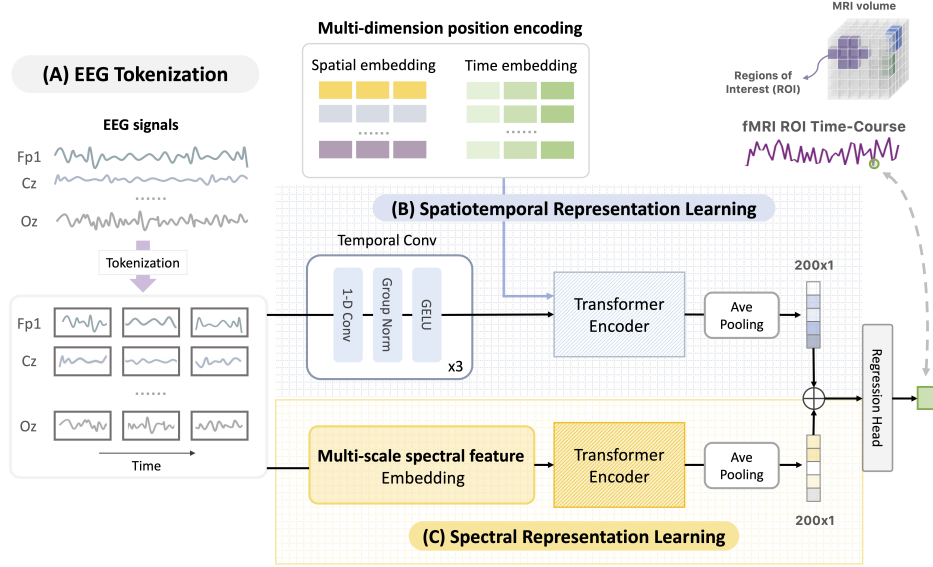 (A) EEG Tokenization
EEG signals
Fp1
Cz
......
Oz
Tokenization
Fp1
Cz
......
Oz
Time
Multi-dimension position encoding
Spatial embedding
Time embedding
......
......
(B) Spatiotemporal Representation Learning
Temporal Conv
1-D Conv
Group Norm
GELU
x3
Transformer
Encoder
Ave
Pooling
200x1
Multi-scale spectral feature
Embedding
Transformer
Encoder
Ave
Pooling
200x1
(C) Spectral Representation Learning
Regression Head
MRI volume
Regions of
Interest (ROI)
fMRI ROI Time-Course